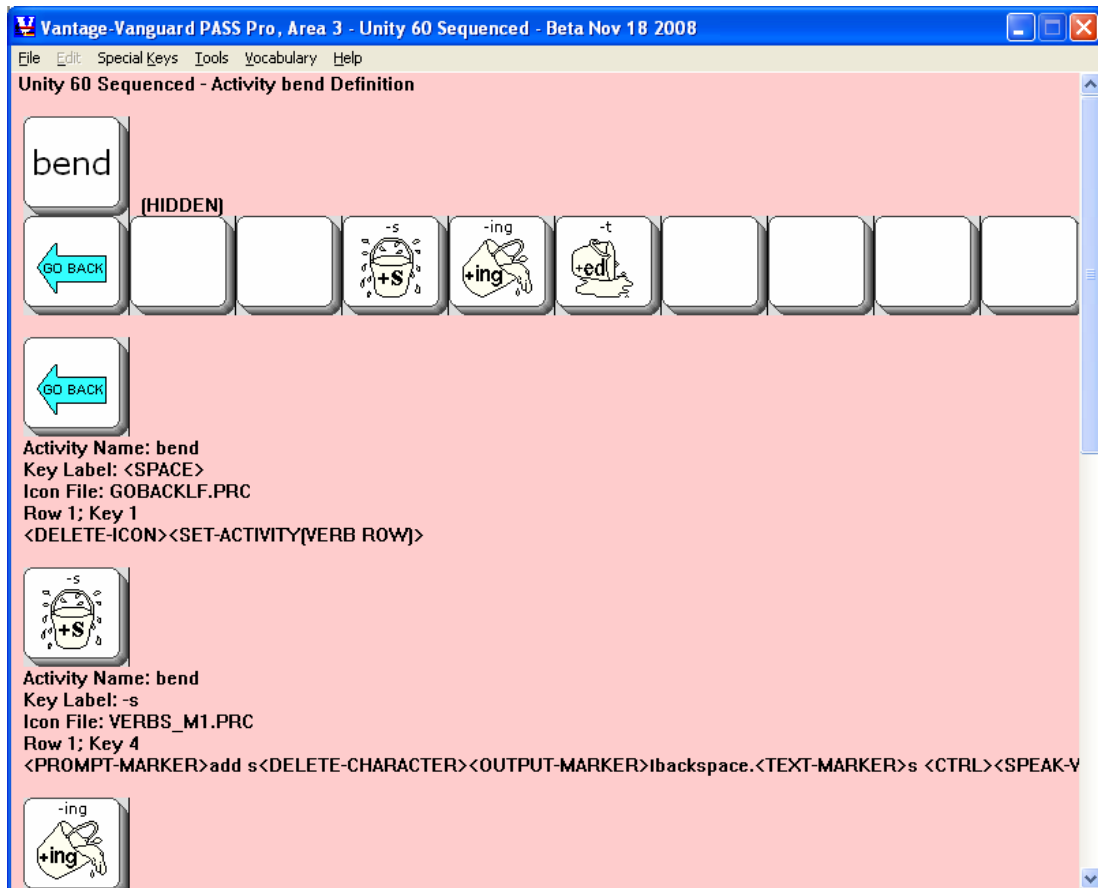 Vantage-Vanguard PASS Pro, Area 3 - Unity 60 Sequenced - Beta Nov 18 2008
File Edit Special Keys Tools Vocabulary Help
Unity 60 Sequenced - Activity bend Definition
bend
(HIDDEN)
-s -ing -t
GO BACK +S +ing +ed
GO BACK
Activity Name: bend
Key Label: <SPACE>
Icon File: GOBACKLF.PRC
Row 1; Key 1
<DELETE-ICON><SET-ACTIVITY(VERB ROW)>
-s
+S
Activity Name: bend
Key Label: -s
Icon File: VERBS_M1.PRC
Row 1; Key 4
<PROMPT-MARKER>add s<DELETE-CHARACTER><OUTPUT-MARKER>!backspace.<TEXT-MARKER>s <CTRL><SPEAK-V
-ing
+ing